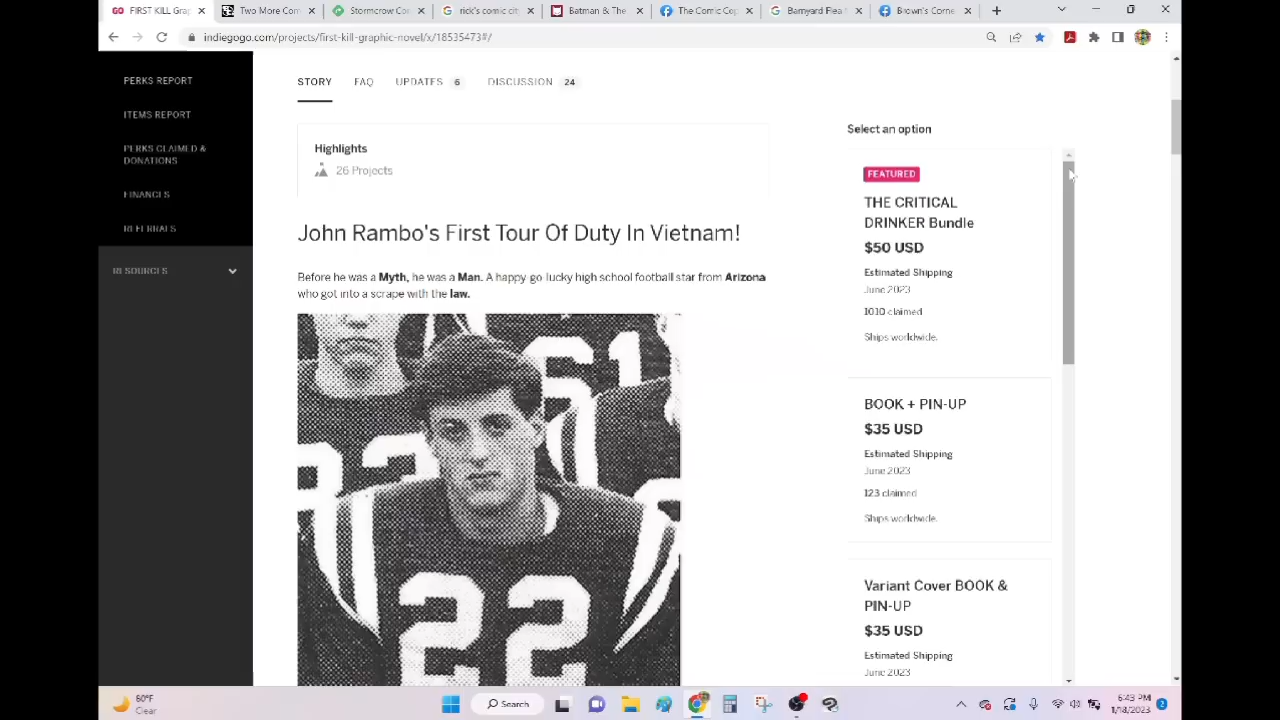 FIRST KILL Grap
Two More Com
Stormcrow Co
rick's comic cit
Batman & The
The Comic Cop
Barnyard Flea
Brown's Come
indiegogo.com/projects/first-kill-graphic-novel/x/18535473#/
PERKS REPORT
ITEMS REPORT
PERKS CLAIMED &
DONATIONS
FINANCES
REFERRALS
RESOURCES
STORY FAQ UPDATES 6 DISCUSSION 24
Highlights
26 Projects
John Rambo's First Tour Of Duty In Vietnam!
Before he was a Myth, he was a Man. A happy go lucky high school football star from Arizona
who got into a scrape with the law.
61
22
22
Select an option
FEATURED
THE CRITICAL
DRINKER Bundle
$50 USD
Estimated Shipping
June 2023
1010 claimed
Ships worldwide.
BOOK + PIN-UP
$35 USD
Estimated Shipping
June 2023
123 claimed
Ships worldwide.
Variant Cover BOOK &
PIN-UP
$35 USD
Estimated Shipping
June 2023
Clear
Search
5:43 PM
1/18/2023
2